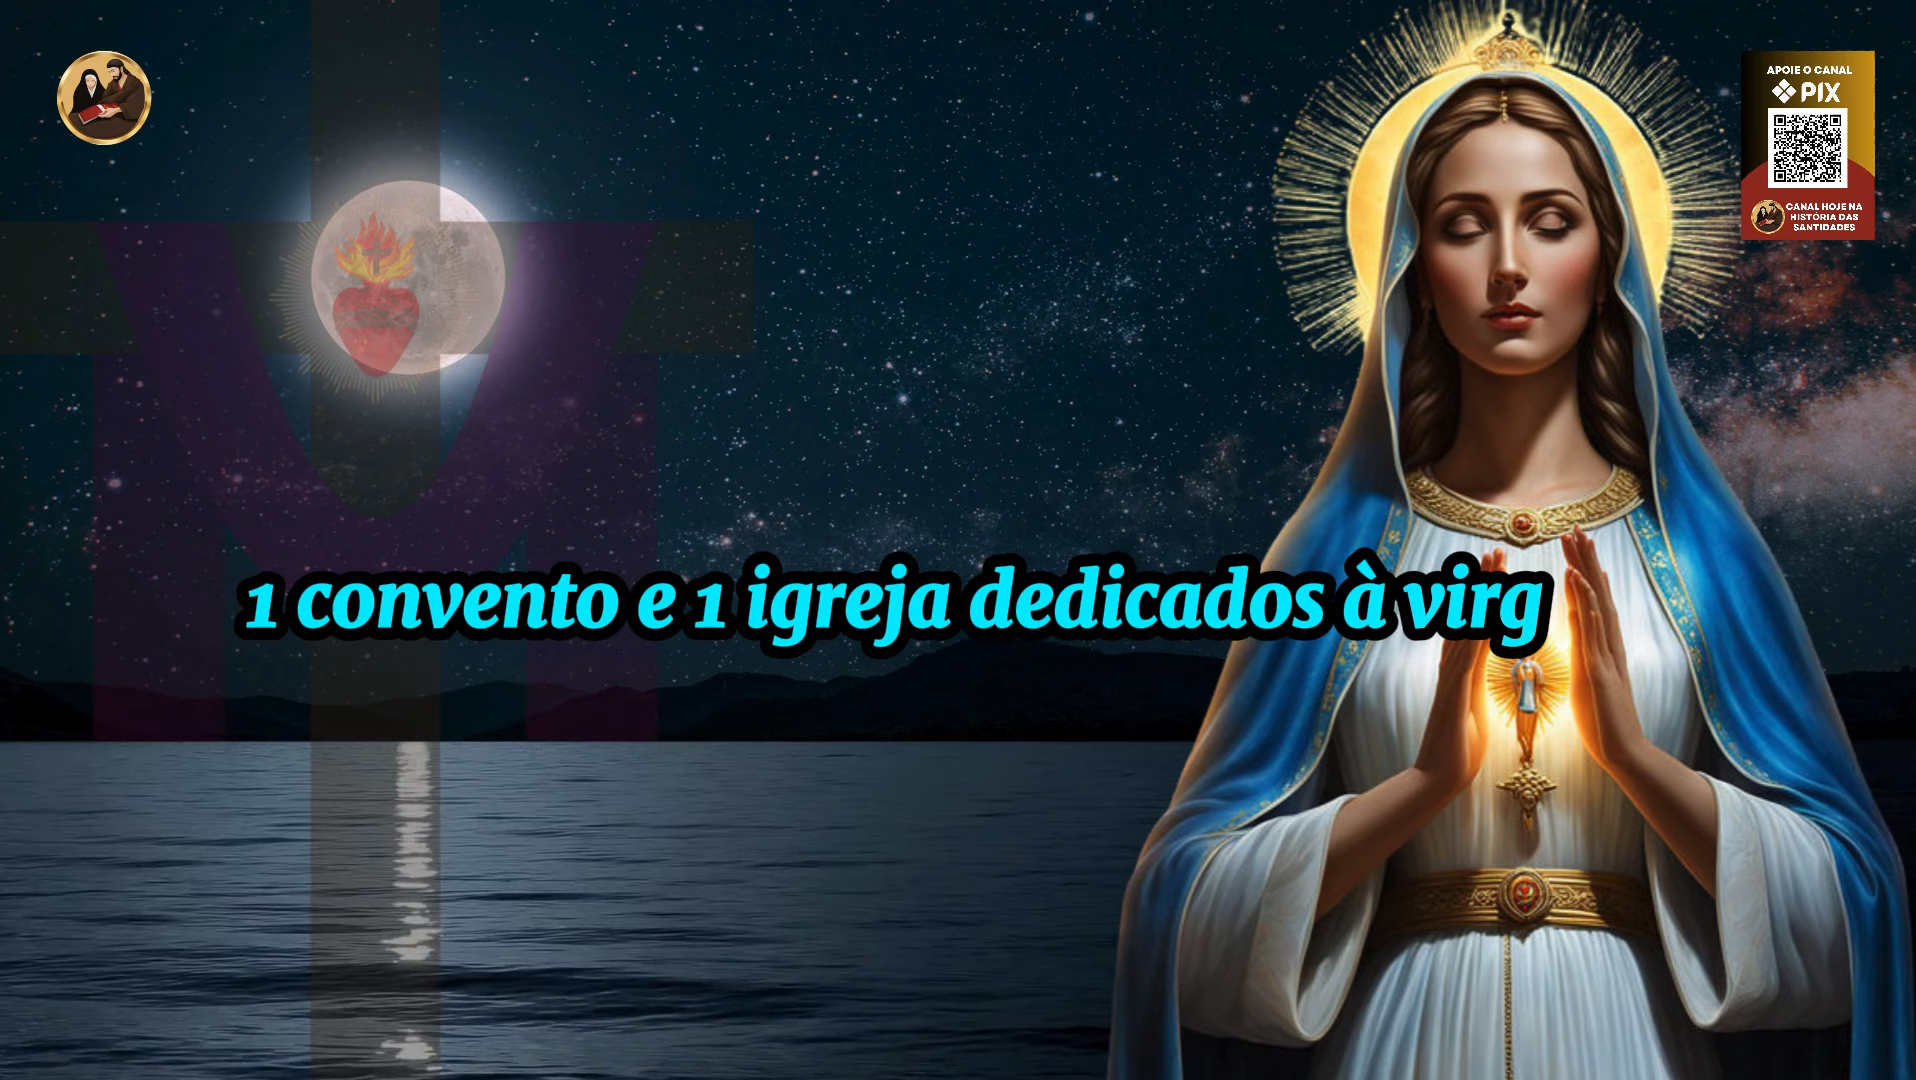 APOIE O CANAL
PIX
CANAL HOJE NA
HISTÓRIA DAS
SANTIDADES
1 convento e 1 igreja dedicados à virg